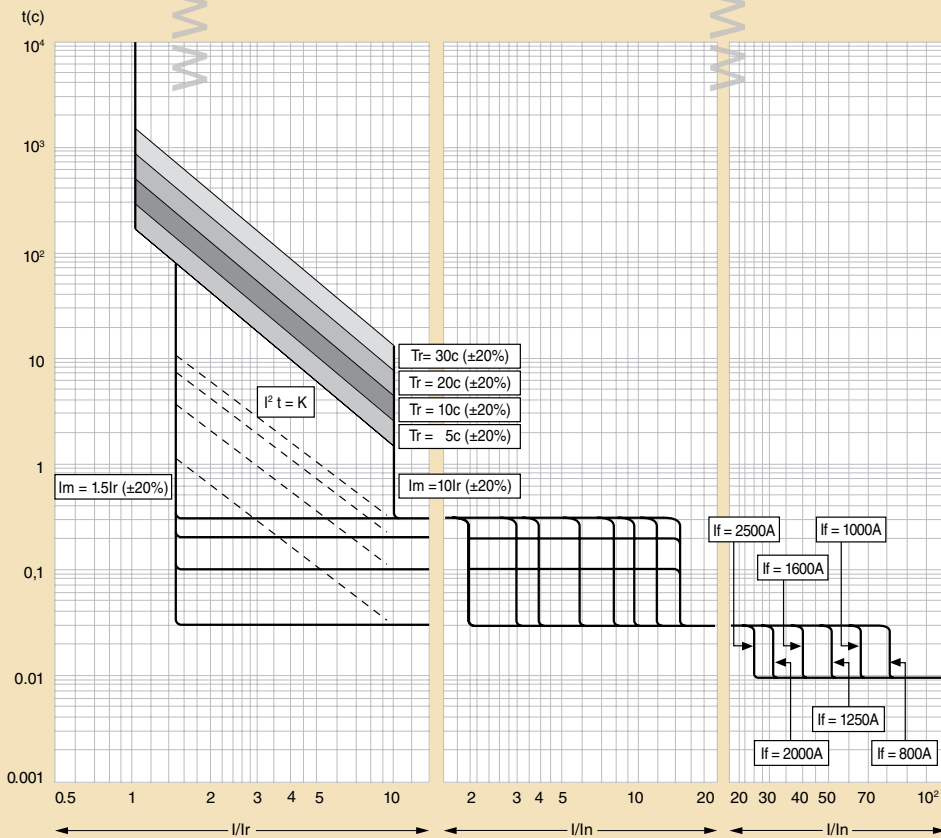 t(c)
10⁴
10³
10²
10
1
0,1
0.01
0.001
Tr= 30c (±20%)
Tr = 20c (±20%)
Tr = 10c (±20%)
Tr = 5c (±20%)
I² t = K
Im = 1.5Ir (±20%)
Im =10Ir (±20%)
If = 2500A
If = 1000A
If = 1600A
If = 1250A
If = 2000A
If = 800A
0.5 1 2 3 4 5 10
2 3 4 5 10 20
20 30 40 50 70 10²
I/Ir
I/In
I/In